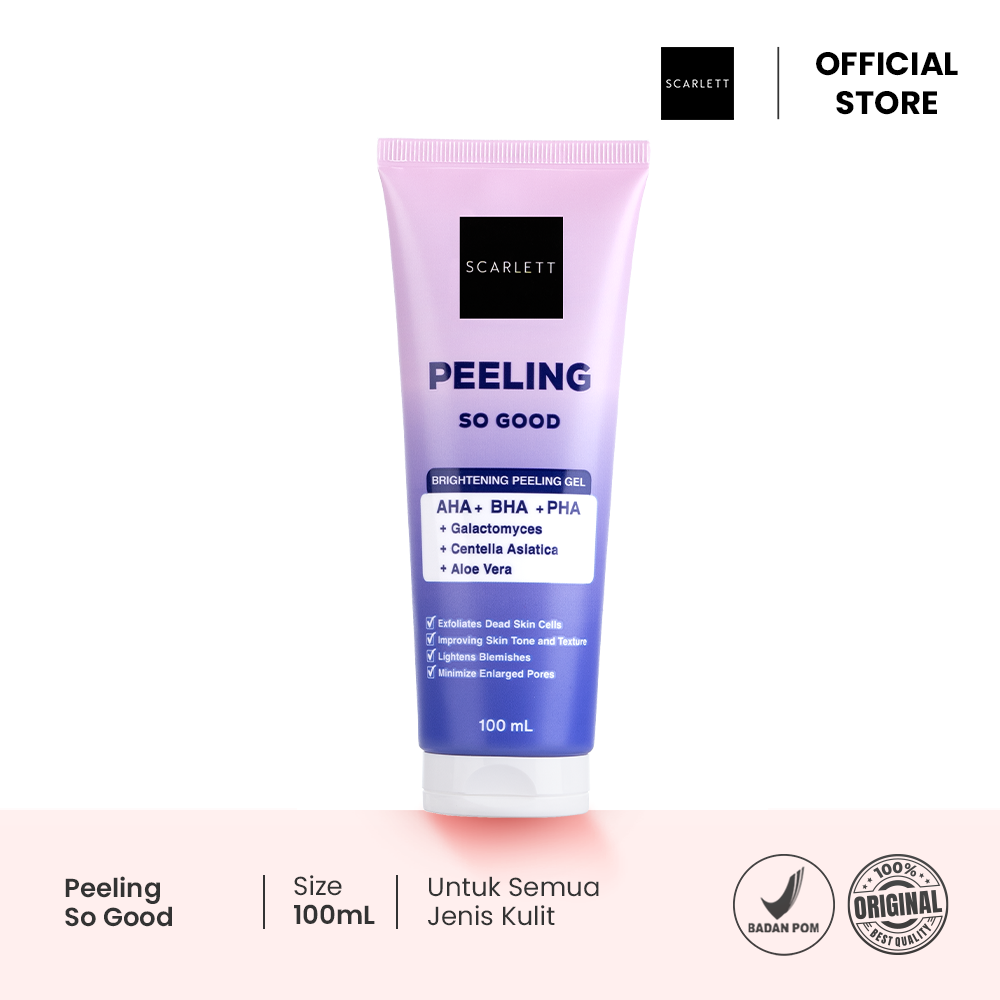 SCARLETT
OFFICIAL
STORE
SCARLETT
PEELING
SO GOOD
BRIGHTENING PEELING GEL
AHA + BHA + PHA
+ Galactomyces
+ Centella Asiatica
+ Aloe Vera
Exfoliates Dead Skin Cells
Improving Skin Tone and Texture
Lightens Blemishes
Minimize Enlarged Pores
100 mL
Peeling
So Good
Size
100mL
Untuk Semua
Jenis Kulit
BADAN POM
100%
ORIGINAL
BEST QUALITY